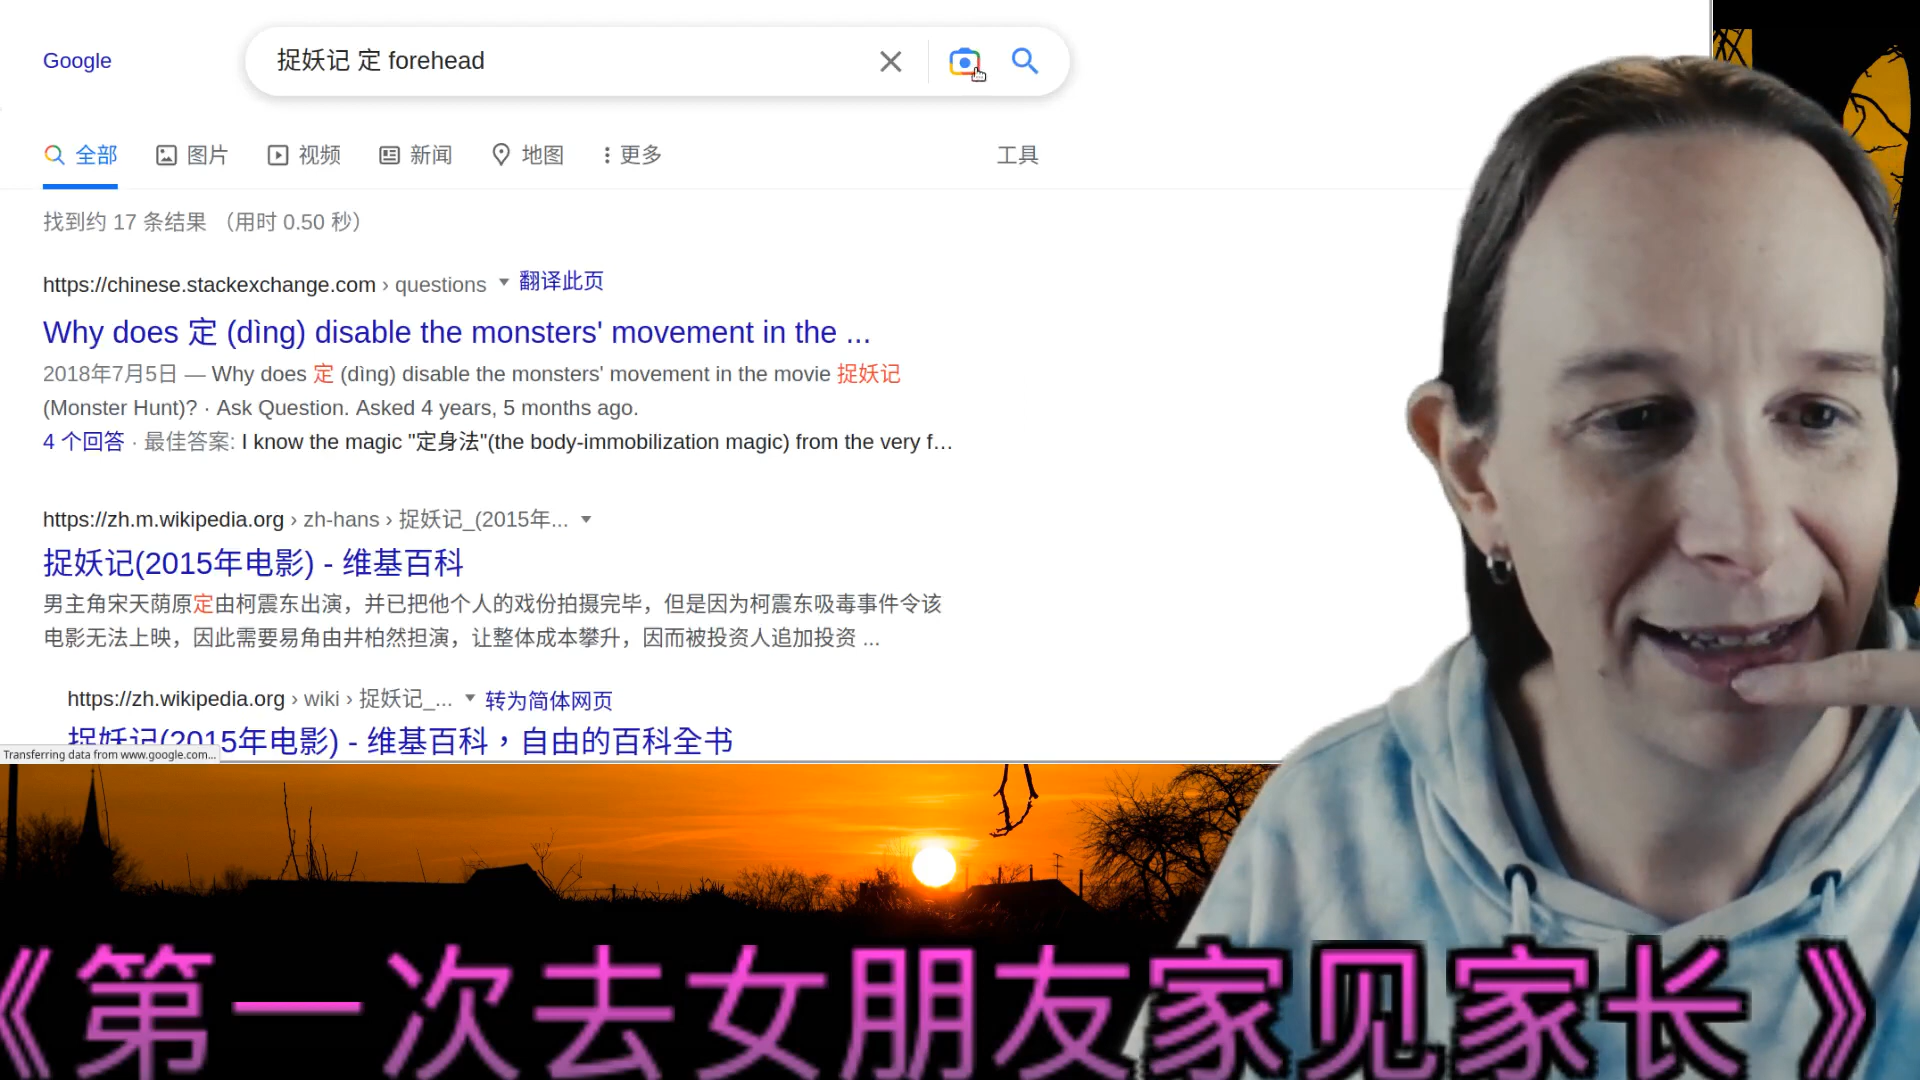 Google
捉妖记 定 forehead
全部 图片 视频 新闻 地图 更多 工具
找到约 17 条结果 （用时 0.50 秒）
https://chinese.stackexchange.com › questions 翻译此页
Why does 定 (dìng) disable the monsters' movement in the ...
2018年7月5日 — Why does 定 (dìng) disable the monsters' movement in the movie 捉妖记
(Monster Hunt)? · Ask Question. Asked 4 years, 5 months ago.
4 个回答 · 最佳答案: I know the magic "定身法"(the body-immobilization magic) from the very f...
https://zh.m.wikipedia.org › zh-hans › 捉妖记_(2015年...
捉妖记(2015年电影) - 维基百科
男主角宋天荫原定由柯震东出演，并已把他个人的戏份拍摄完毕，但是因为柯震东吸毒事件令该
电影无法上映，因此需要易角由井柏然担演，让整体成本攀升，因而被投资人追加投资 ...
https://zh.wikipedia.org › wiki › 捉妖记_... 转为简体网页
捉妖记(2015年电影) - 维基百科，自由的百科全书
Transferring data from www.google.com...
《第一次去女朋友家见家长》